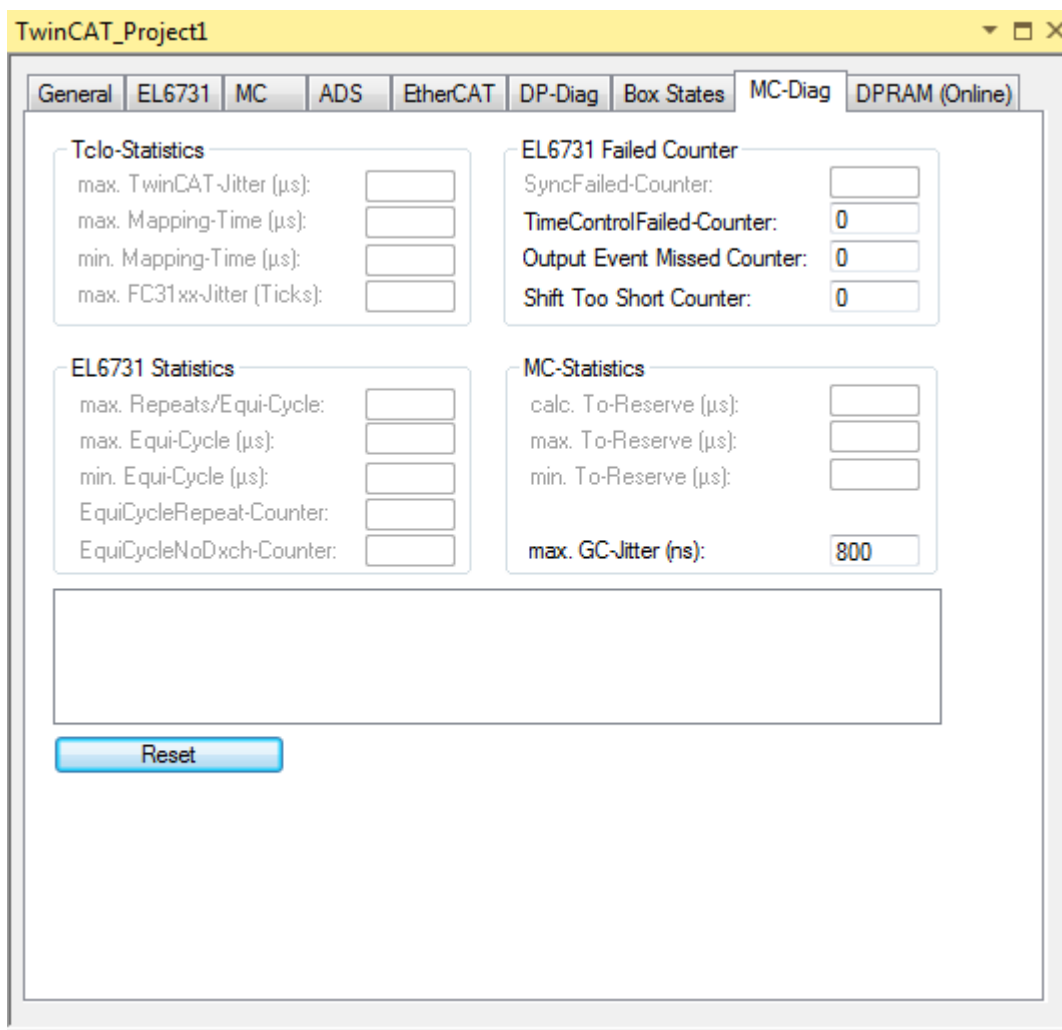 TwinCAT_Project1
General EL6731 MC ADS EtherCAT DP-Diag Box States MC-Diag DPRAM (Online)
TcIo-Statistics
max. TwinCAT-Jitter (µs):
max. Mapping-Time (µs):
min. Mapping-Time (µs):
max. FC31xx-Jitter (Ticks):
EL6731 Failed Counter
SyncFailed-Counter:
TimeControlFailed-Counter: 0
Output Event Missed Counter: 0
Shift Too Short Counter: 0
EL6731 Statistics
max. Repeats/Equi-Cycle:
max. Equi-Cycle (µs):
min. Equi-Cycle (µs):
EquiCycleRepeat-Counter:
EquiCycleNoDxch-Counter:
MC-Statistics
calc. To-Reserve (µs):
max. To-Reserve (µs):
min. To-Reserve (µs):
max. GC-Jitter (ns): 800
Reset